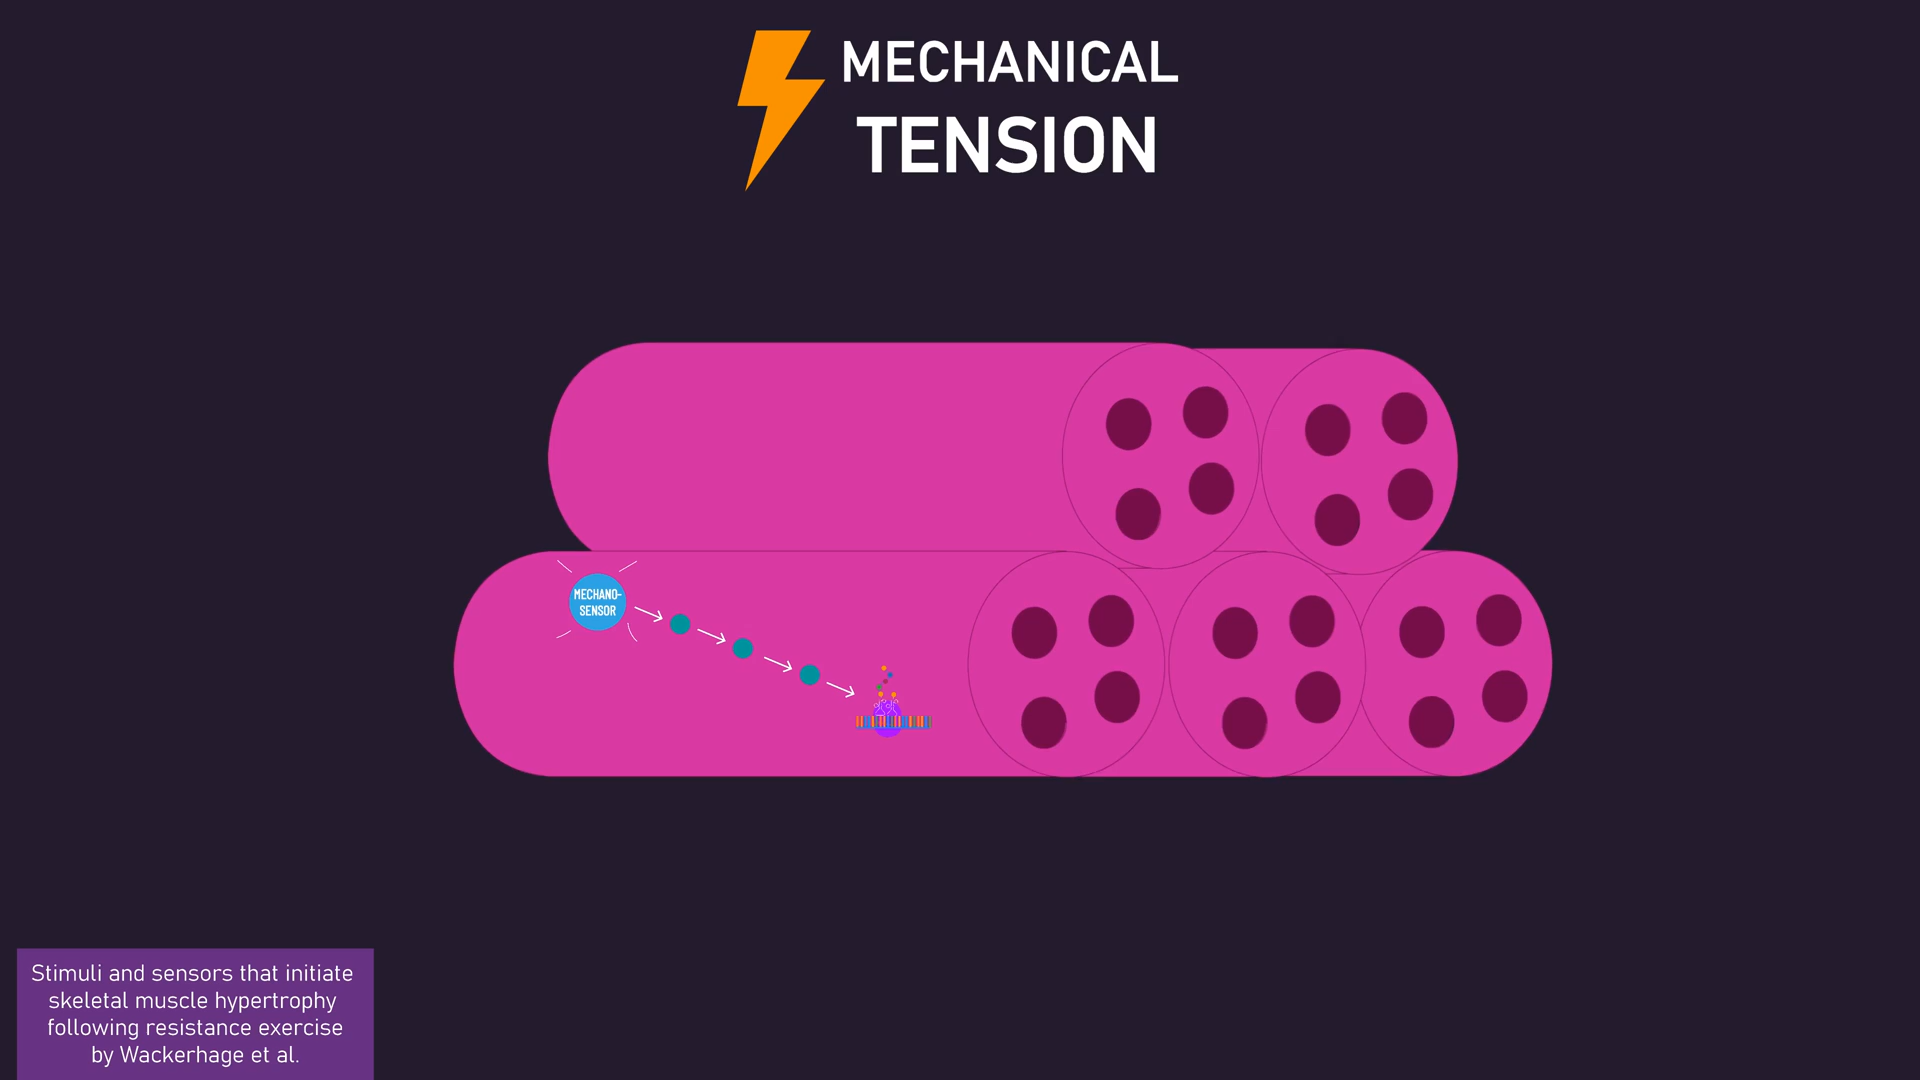 MECHANICAL
TENSION
MECHANO-
SENSOR
Stimuli and sensors that initiate
skeletal muscle hypertrophy
following resistance exercise
by Wackerhage et al.